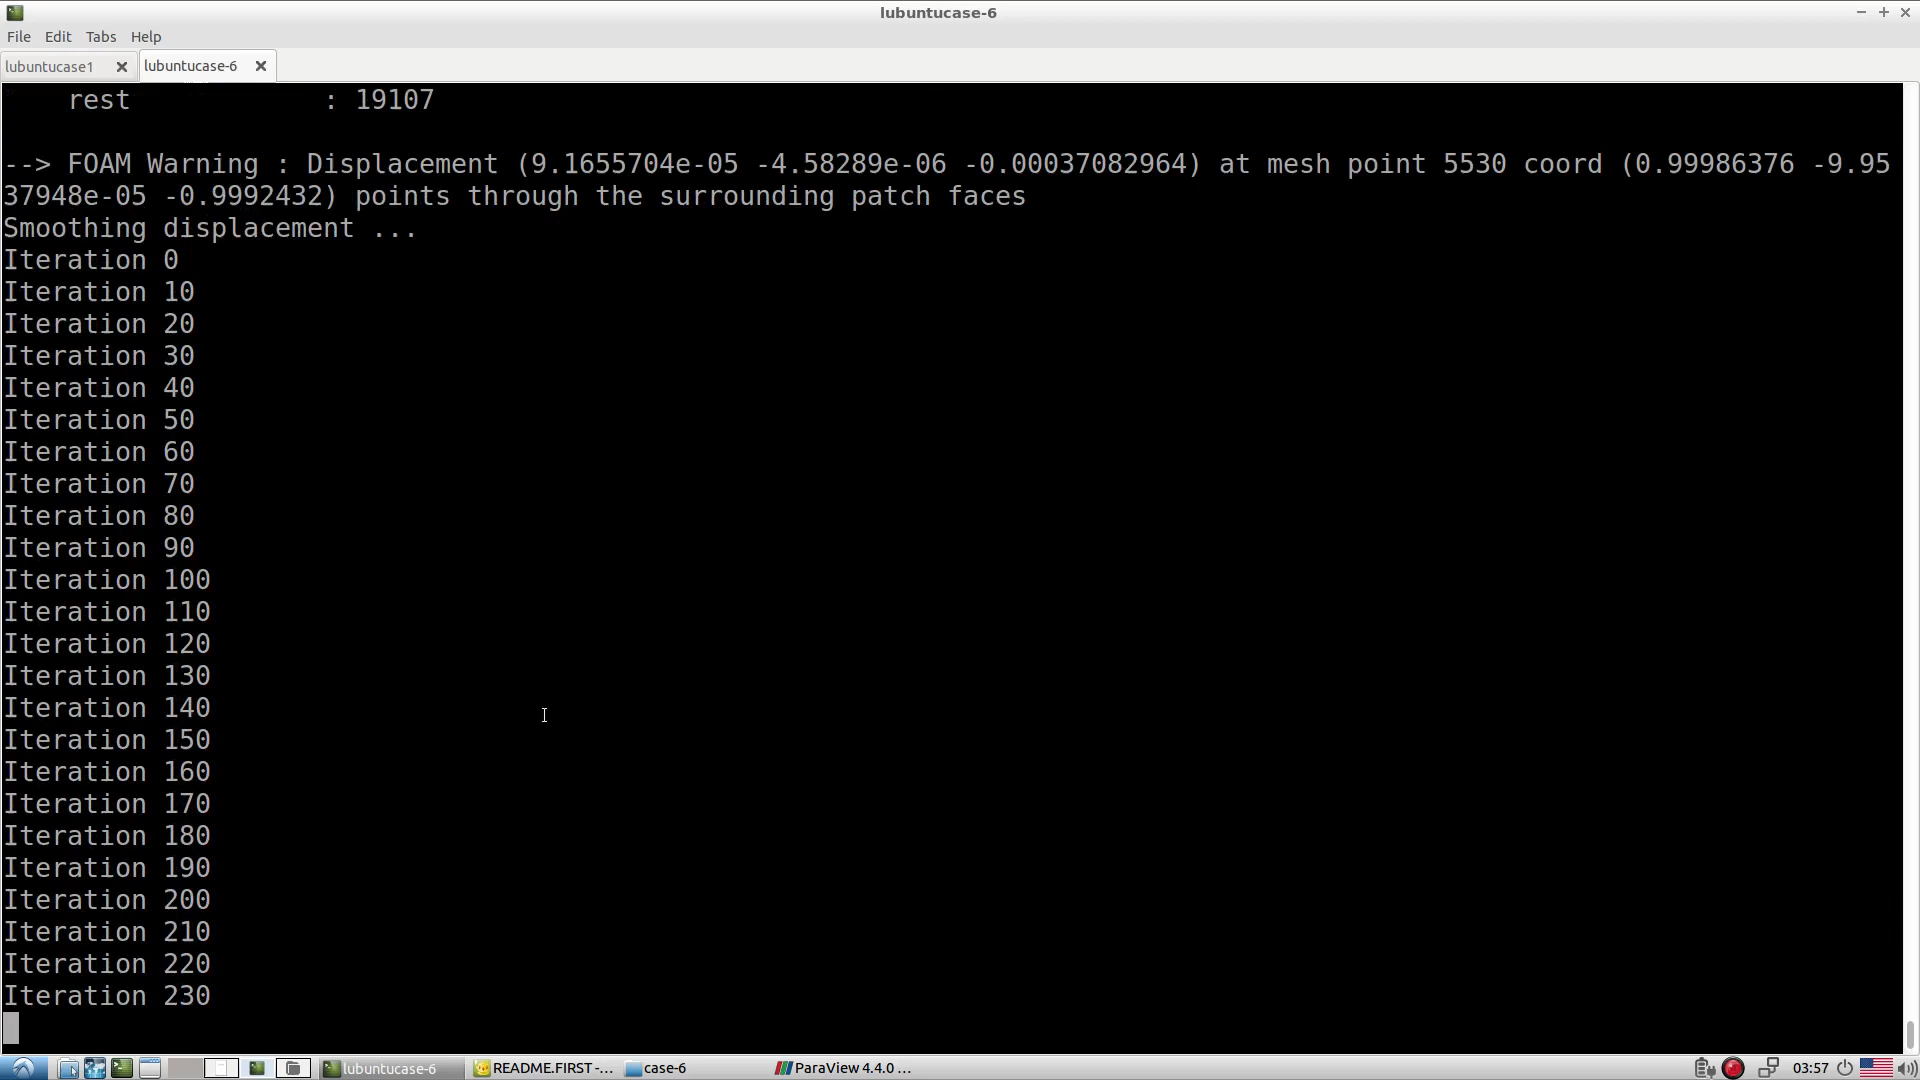 lubuntucase-6
File Edit Tabs Help
lubuntucase1 lubuntucase-6
rest : 19107
--> FOAM Warning : Displacement (9.1655704e-05 -4.58289e-06 -0.00037082964) at mesh point 5530 coord (0.99986376 -9.95
37948e-05 -0.9992432) points through the surrounding patch faces
Smoothing displacement ...
Iteration 0
Iteration 10
Iteration 20
Iteration 30
Iteration 40
Iteration 50
Iteration 60
Iteration 70
Iteration 80
Iteration 90
Iteration 100
Iteration 110
Iteration 120
Iteration 130
Iteration 140
Iteration 150
Iteration 160
Iteration 170
Iteration 180
Iteration 190
Iteration 200
Iteration 210
Iteration 220
Iteration 230
lubuntucase-6 README.FIRST -... case-6 ParaView 4.4.0 ... 03:57